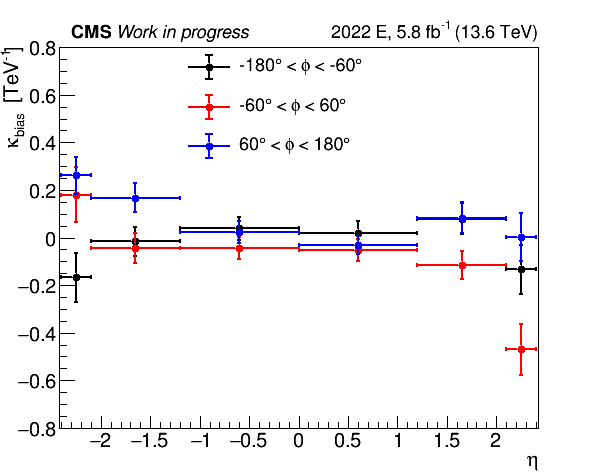 CMS Work in progress
2022 E, 5.8 fb⁻¹ (13.6 TeV)
κbias [TeV⁻¹]
-180° < ϕ < -60°
-60° < ϕ < 60°
60° < ϕ < 180°
0.8
0.6
0.4
0.2
0
−0.2
−0.4
−0.6
−0.8
−2 −1.5 −1 −0.5 0 0.5 1 1.5 2
η